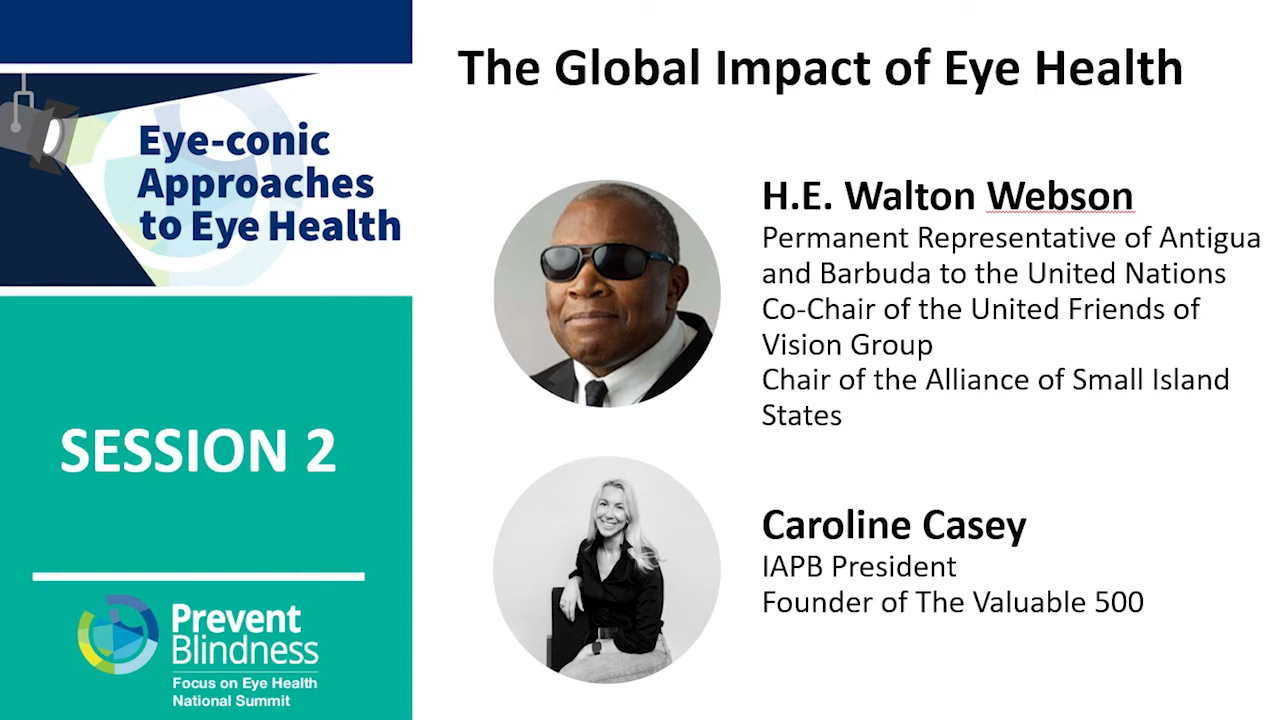 Eye-conic
Approaches
to Eye Health
SESSION 2
Prevent
Blindness
Focus on Eye Health
National Summit
The Global Impact of Eye Health
H.E. Walton Webson
Permanent Representative of Antigua
and Barbuda to the United Nations
Co-Chair of the United Friends of
Vision Group
Chair of the Alliance of Small Island
States
Caroline Casey
IAPB President
Founder of The Valuable 500